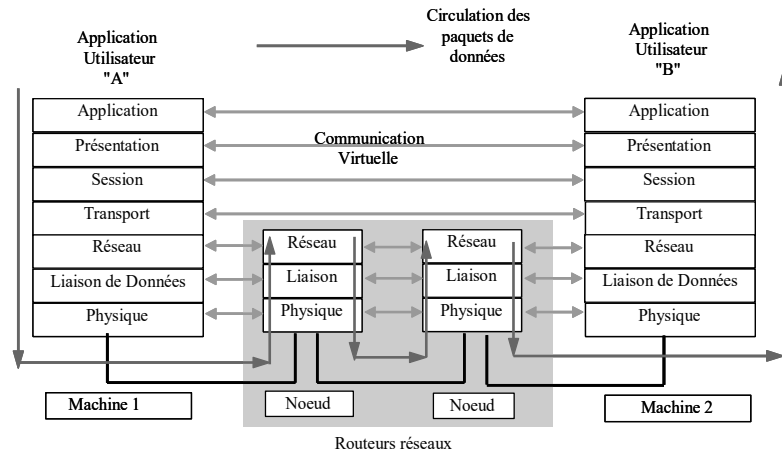 Application
Utilisateur
"A"
Circulation des
paquets de
données
Application
Utilisateur
"B"
Application
Présentation
Session
Transport
Réseau
Liaison de Données
Physique
Communication
Virtuelle
Réseau
Liaison
Physique
Réseau
Liaison
Physique
Application
Présentation
Session
Transport
Réseau
Liaison de Données
Physique
Machine 1
Noeud
Noeud
Machine 2
Routeurs réseaux